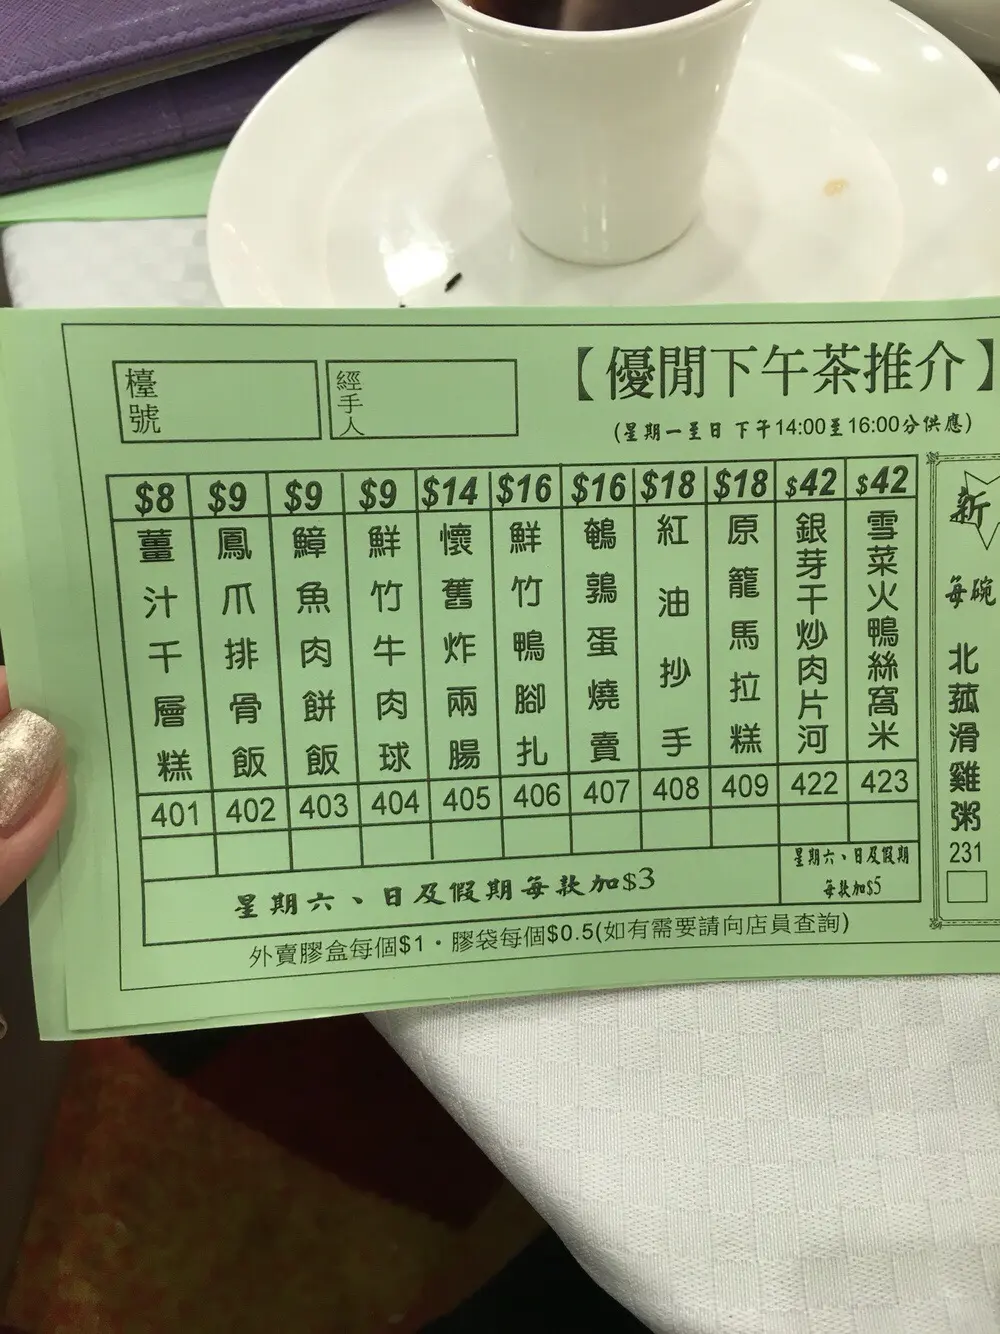 【優閒下午茶推介】
(星期一至日 下午14:00至16:00分供應)
檯號
經手人
$8 $9 $9 $9 $14 $16 $16 $18 $18 $42 $42
薑汁千層糕
鳳爪排骨飯
鱆魚肉餅飯
鮮竹牛肉球
懷舊炸兩腸
鮮竹鴨腳扎
鵪鶉蛋燒賣
紅油抄手
原籠馬拉糕
銀芽干炒肉片河
雪菜火鴨絲窩米
401 402 403 404 405 406 407 408 409 422 423
星期六、日及假期每款加$3
星期六、日及假期
每款加$5
外賣膠盒每個$1・膠袋每個$0.5(如有需要請向店員查詢)
新
每碗
北菰滑雞粥
231